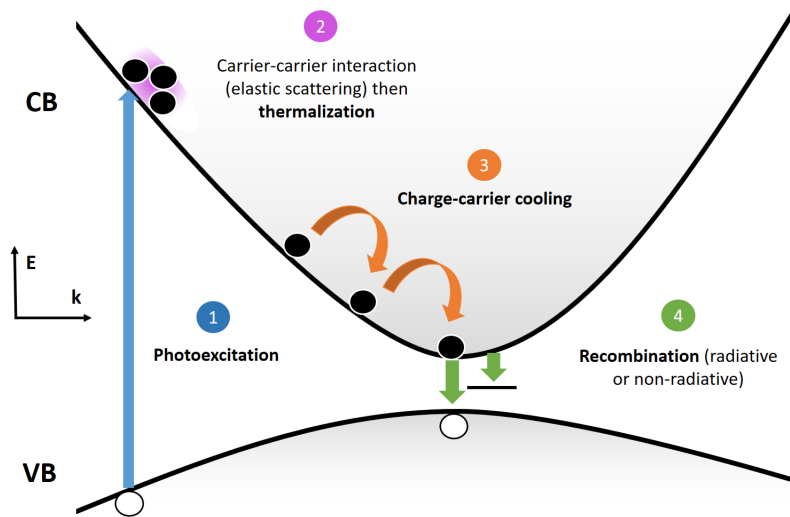 2
Carrier-carrier interaction
(elastic scattering) then
thermalization
CB
3
Charge-carrier cooling
E
k
1
Photoexcitation
4
Recombination (radiative
or non-radiative)
VB